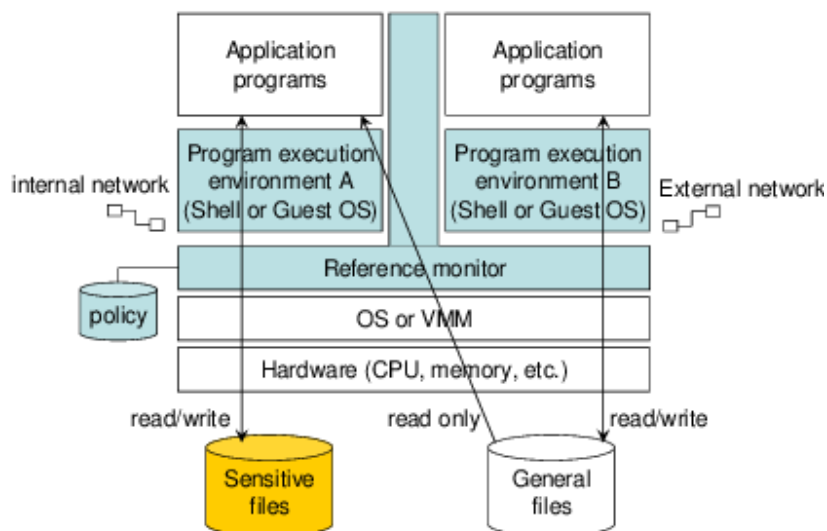 Application
programs
Application
programs
Program execution
environment A
(Shell or Guest OS)
Program execution
environment B
(Shell or Guest OS)
internal network
External network
Reference monitor
policy
OS or VMM
Hardware (CPU, memory, etc.)
read/write
read only
read/write
Sensitive
files
General
files